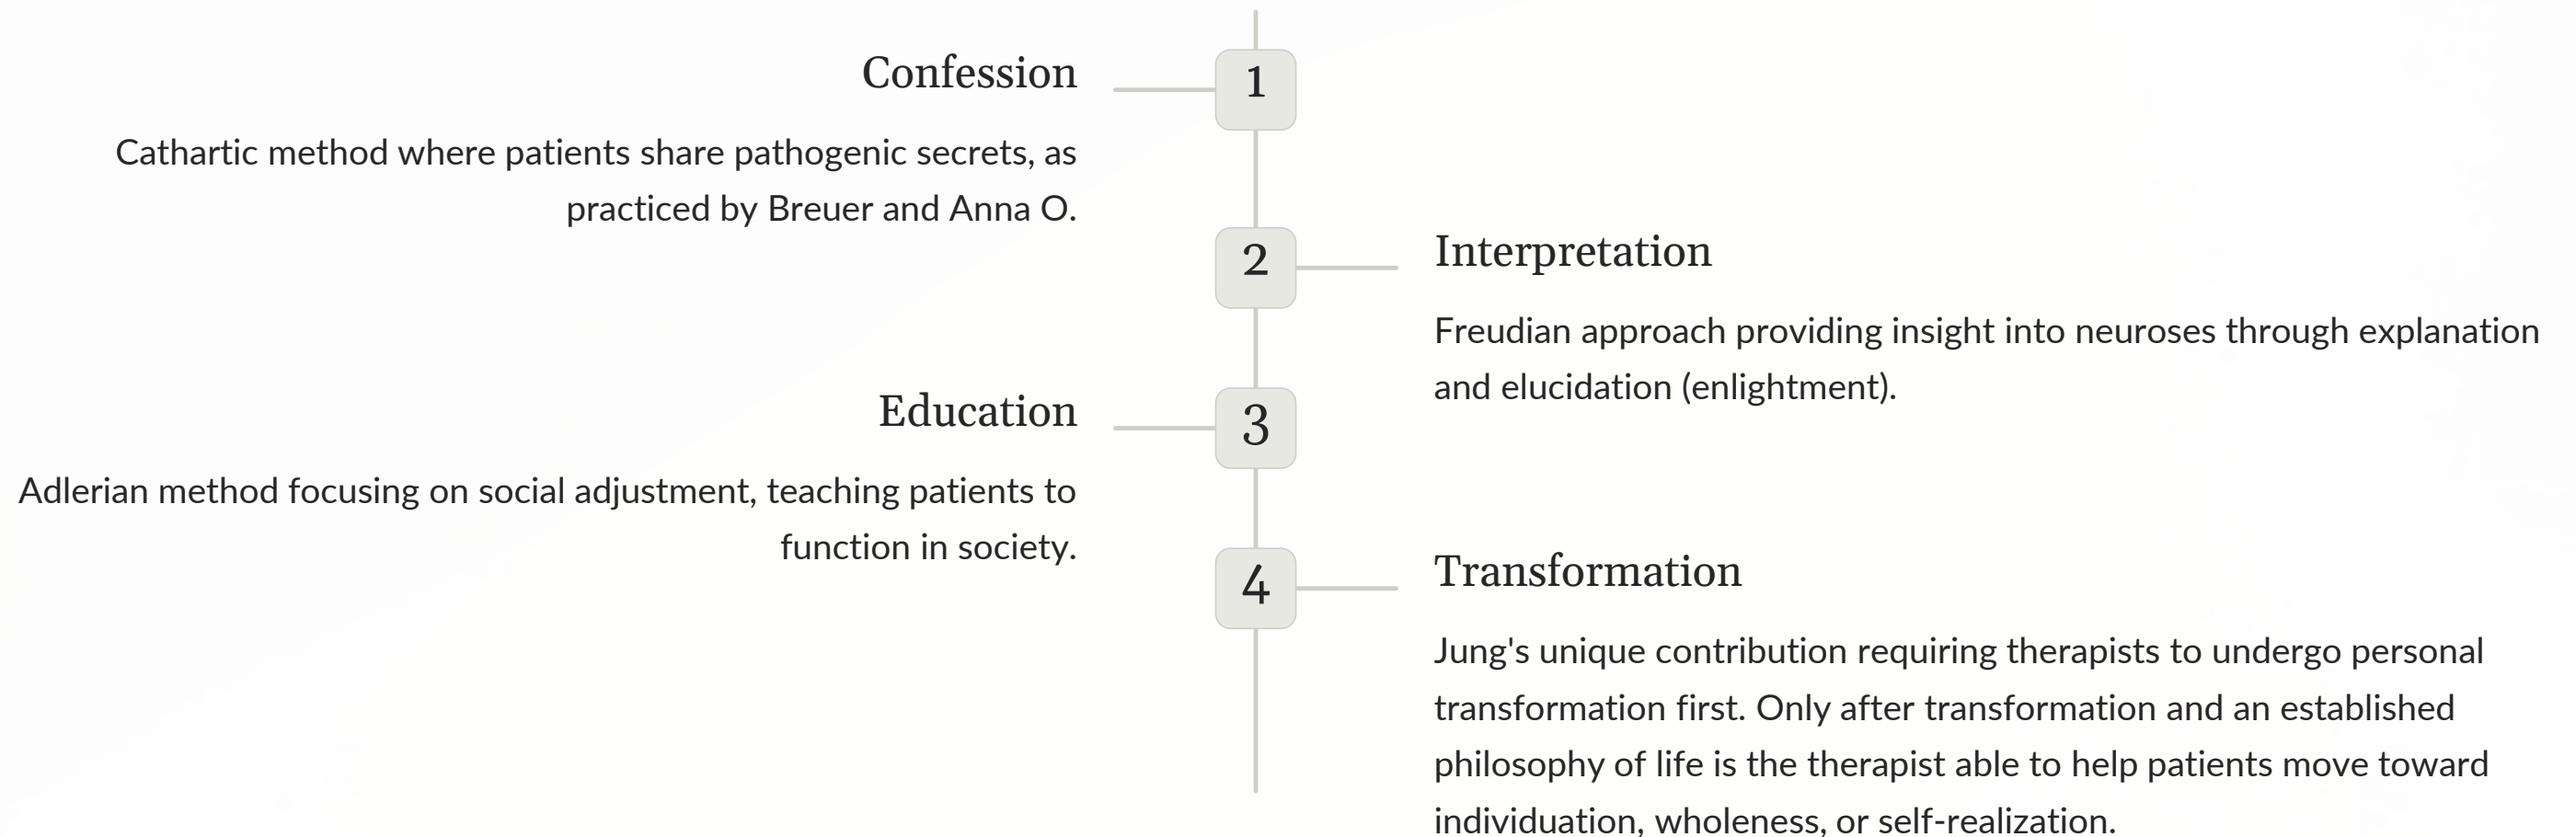 1
Confession
Cathartic method where patients share pathogenic secrets, as
practiced by Breuer and Anna O.
2
Interpretation
Freudian approach providing insight into neuroses through explanation
and elucidation (enlightment).
3
Education
Adlerian method focusing on social adjustment, teaching patients to
function in society.
4
Transformation
Jung's unique contribution requiring therapists to undergo personal
transformation first. Only after transformation and an established
philosophy of life is the therapist able to help patients move toward
individuation, wholeness, or self-realization.